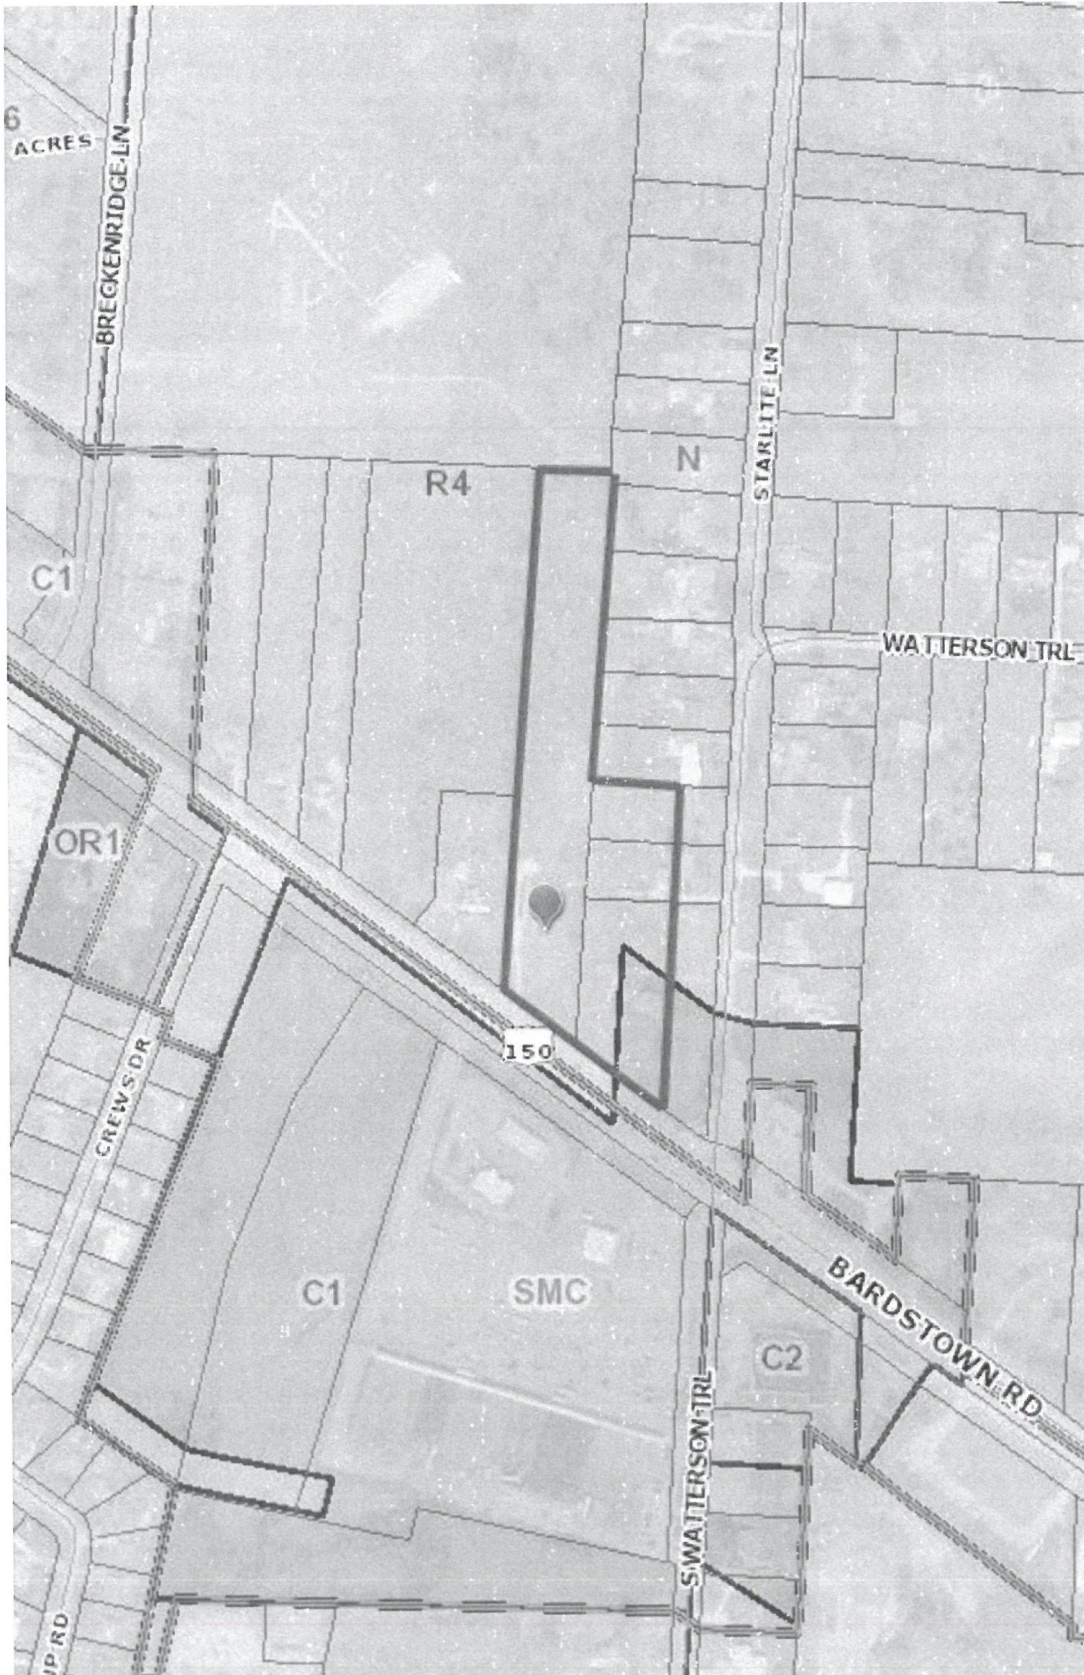 6
ACRES
BRECKENRIDGE LN
STARLITE LN
N
R4
C1
WATTERSON TRL
OR1
150
CREWS DR
C1
SMC
BARDSTOWN RD
C2
S WATTERSON TRL
RD